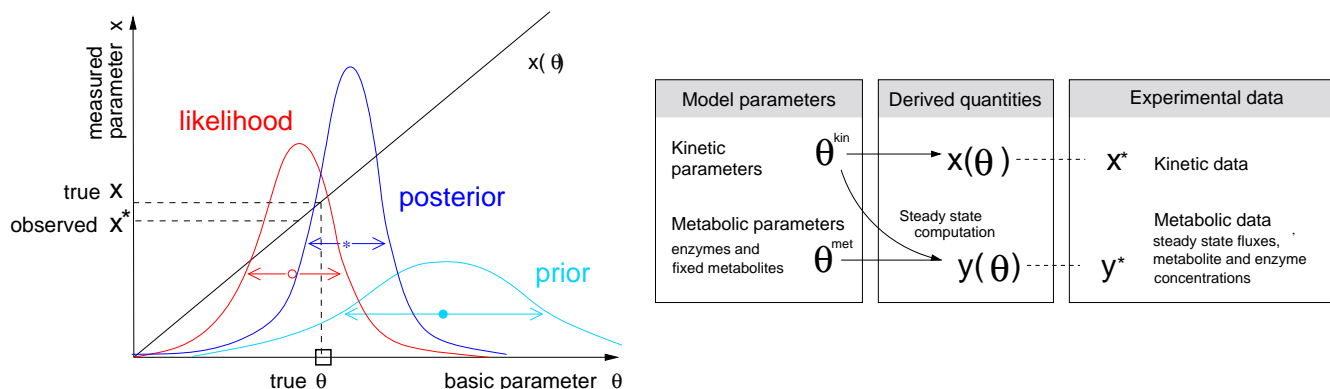 measured
parameter x
x(θ)
likelihood
true x
observed x*
posterior
prior
true θ
basic parameter θ
Model parameters
Derived quantities
Experimental data
Kinetic
parameters
θ^kin
x(θ)
x*
Kinetic data
Metabolic parameters
enzymes and
fixed metabolites
θ^met
Steady state
computation
y(θ)
y*
Metabolic data
steady state fluxes,
metabolite and enzyme
concentrations